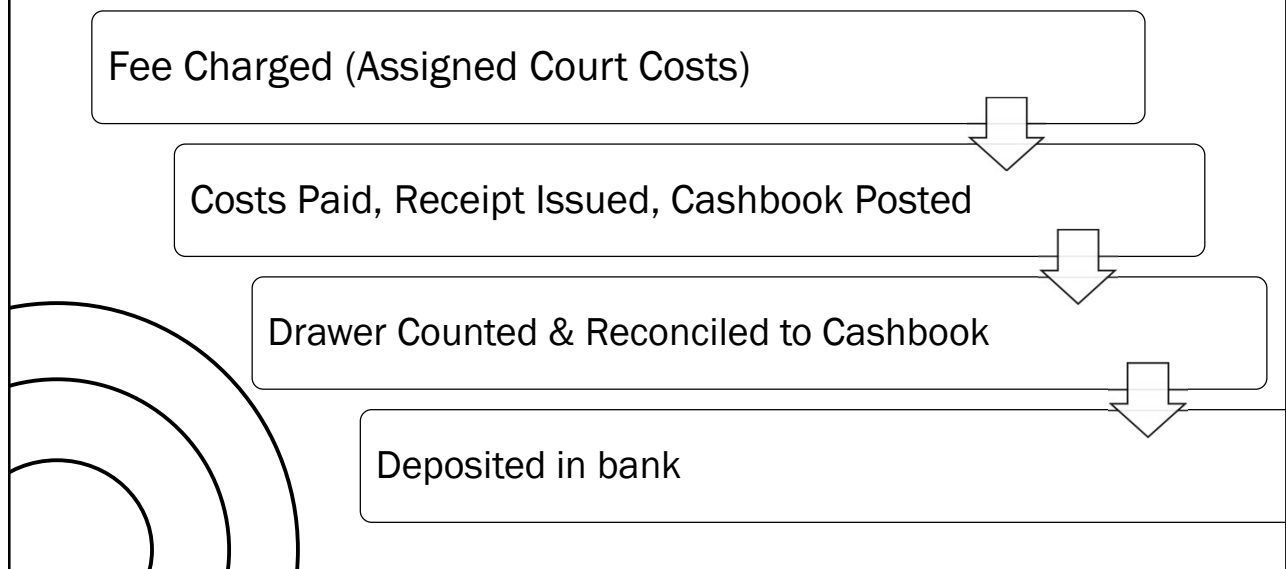 Fee Charged (Assigned Court Costs)
Costs Paid, Receipt Issued, Cashbook Posted
Drawer Counted & Reconciled to Cashbook
Deposited in bank